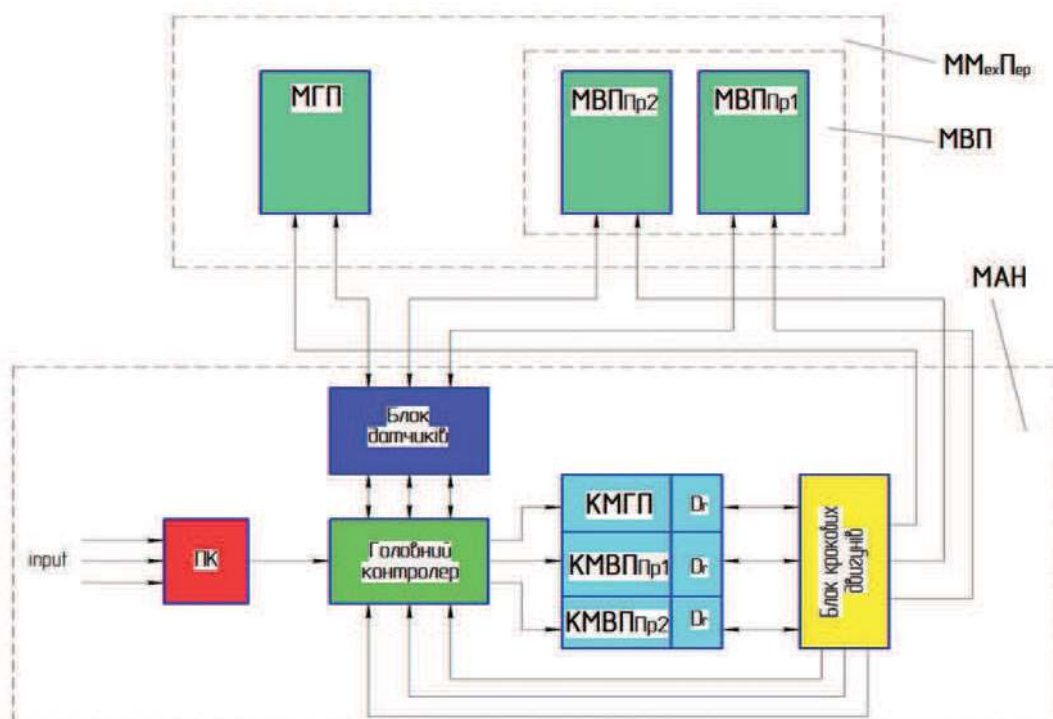 ММехПер
МГП
МВППр2
МВППр1
МВП
МАН
Блок
датчиків
КМГП
Dr
input
ПК
Головний
контролер
КМВППр1
Dr
КМВППр2
Dr
Блок крокових
двигунів